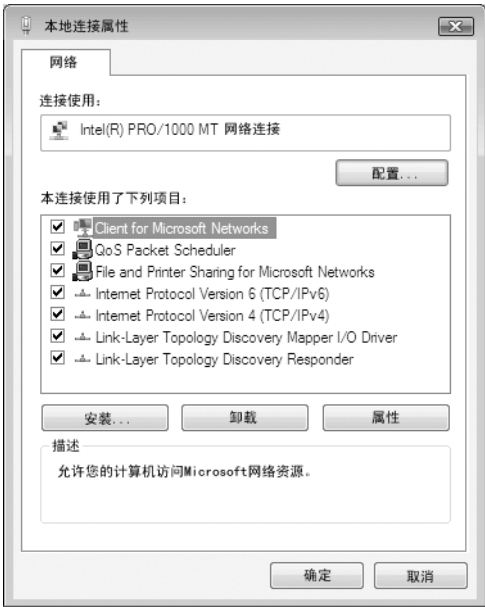 本地连接属性
网络
连接使用:
Intel(R) PRO/1000 MT 网络连接
配置...
本连接使用了下列项目:
Client for Microsoft Networks
QoS Packet Scheduler
File and Printer Sharing for Microsoft Networks
Internet Protocol Version 6 (TCP/IPv6)
Internet Protocol Version 4 (TCP/IPv4)
Link-Layer Topology Discovery Mapper I/O Driver
Link-Layer Topology Discovery Responder
安装... 卸载 属性
描述
允许您的计算机访问Microsoft网络资源。
确定 取消